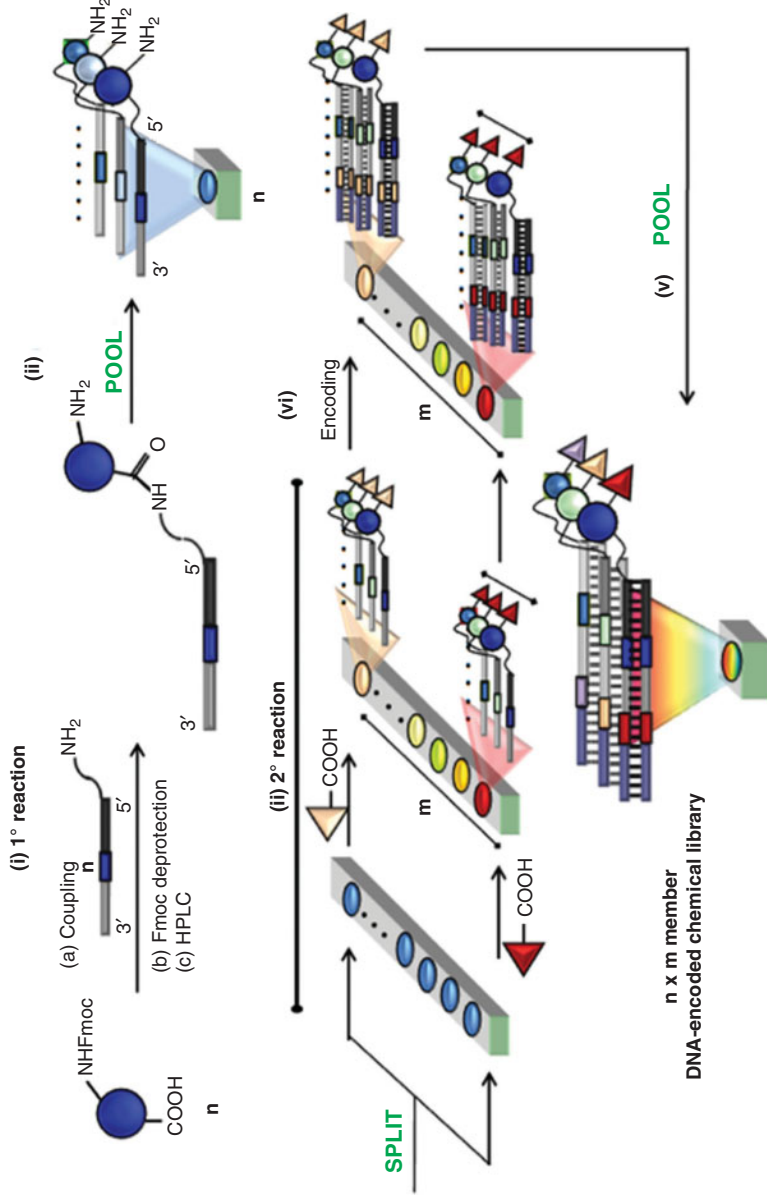 (i) 1° reaction
NHFmoc
COOH
n
(a) Coupling
n
NH₂
3′
5′
(b) Fmoc deprotection
(c) HPLC
NH₂
O
NH
5′
3′
(ii)
POOL
NH₂
NH₂
NH₂
5′
3′
n
SPLIT
(ii) 2° reaction
COOH
COOH
m
(vi)
Encoding
m
(v)
POOL
n x m member
DNA-encoded chemical library